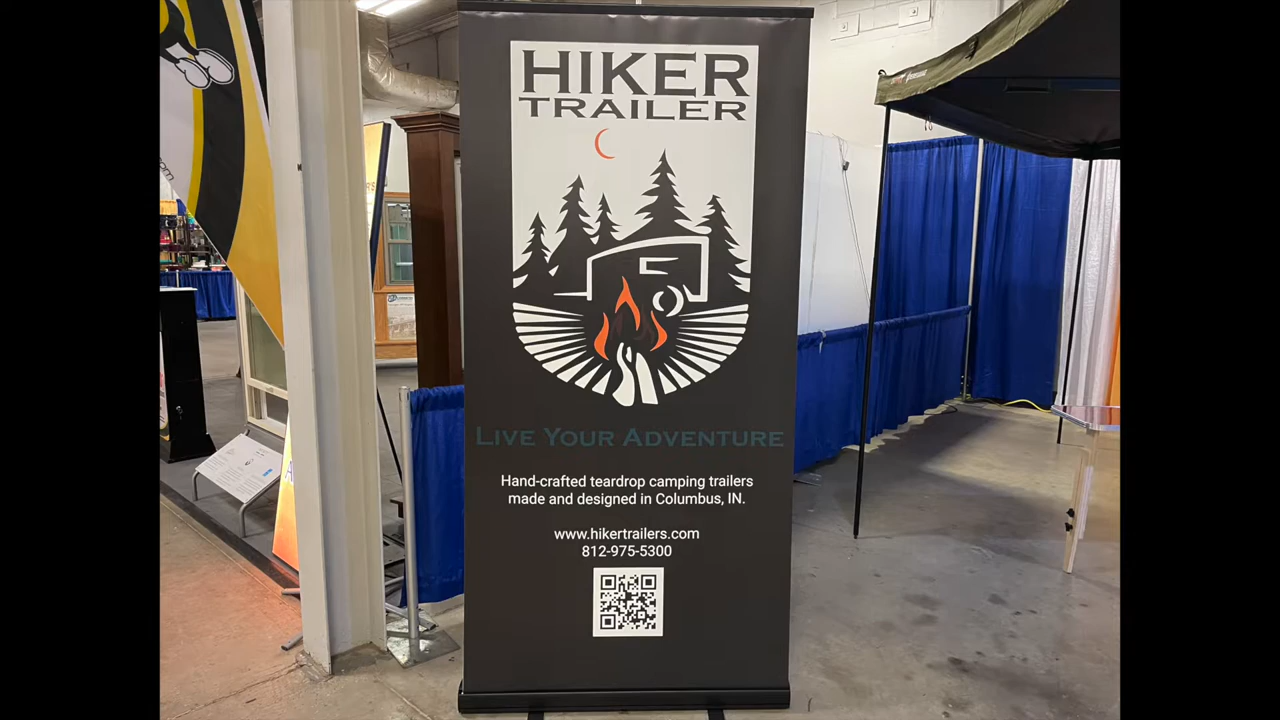 HIKER
TRAILER
LIVE YOUR ADVENTURE
Hand-crafted teardrop camping trailers
made and designed in Columbus, IN.
www.hikertrailers.com
812-975-5300